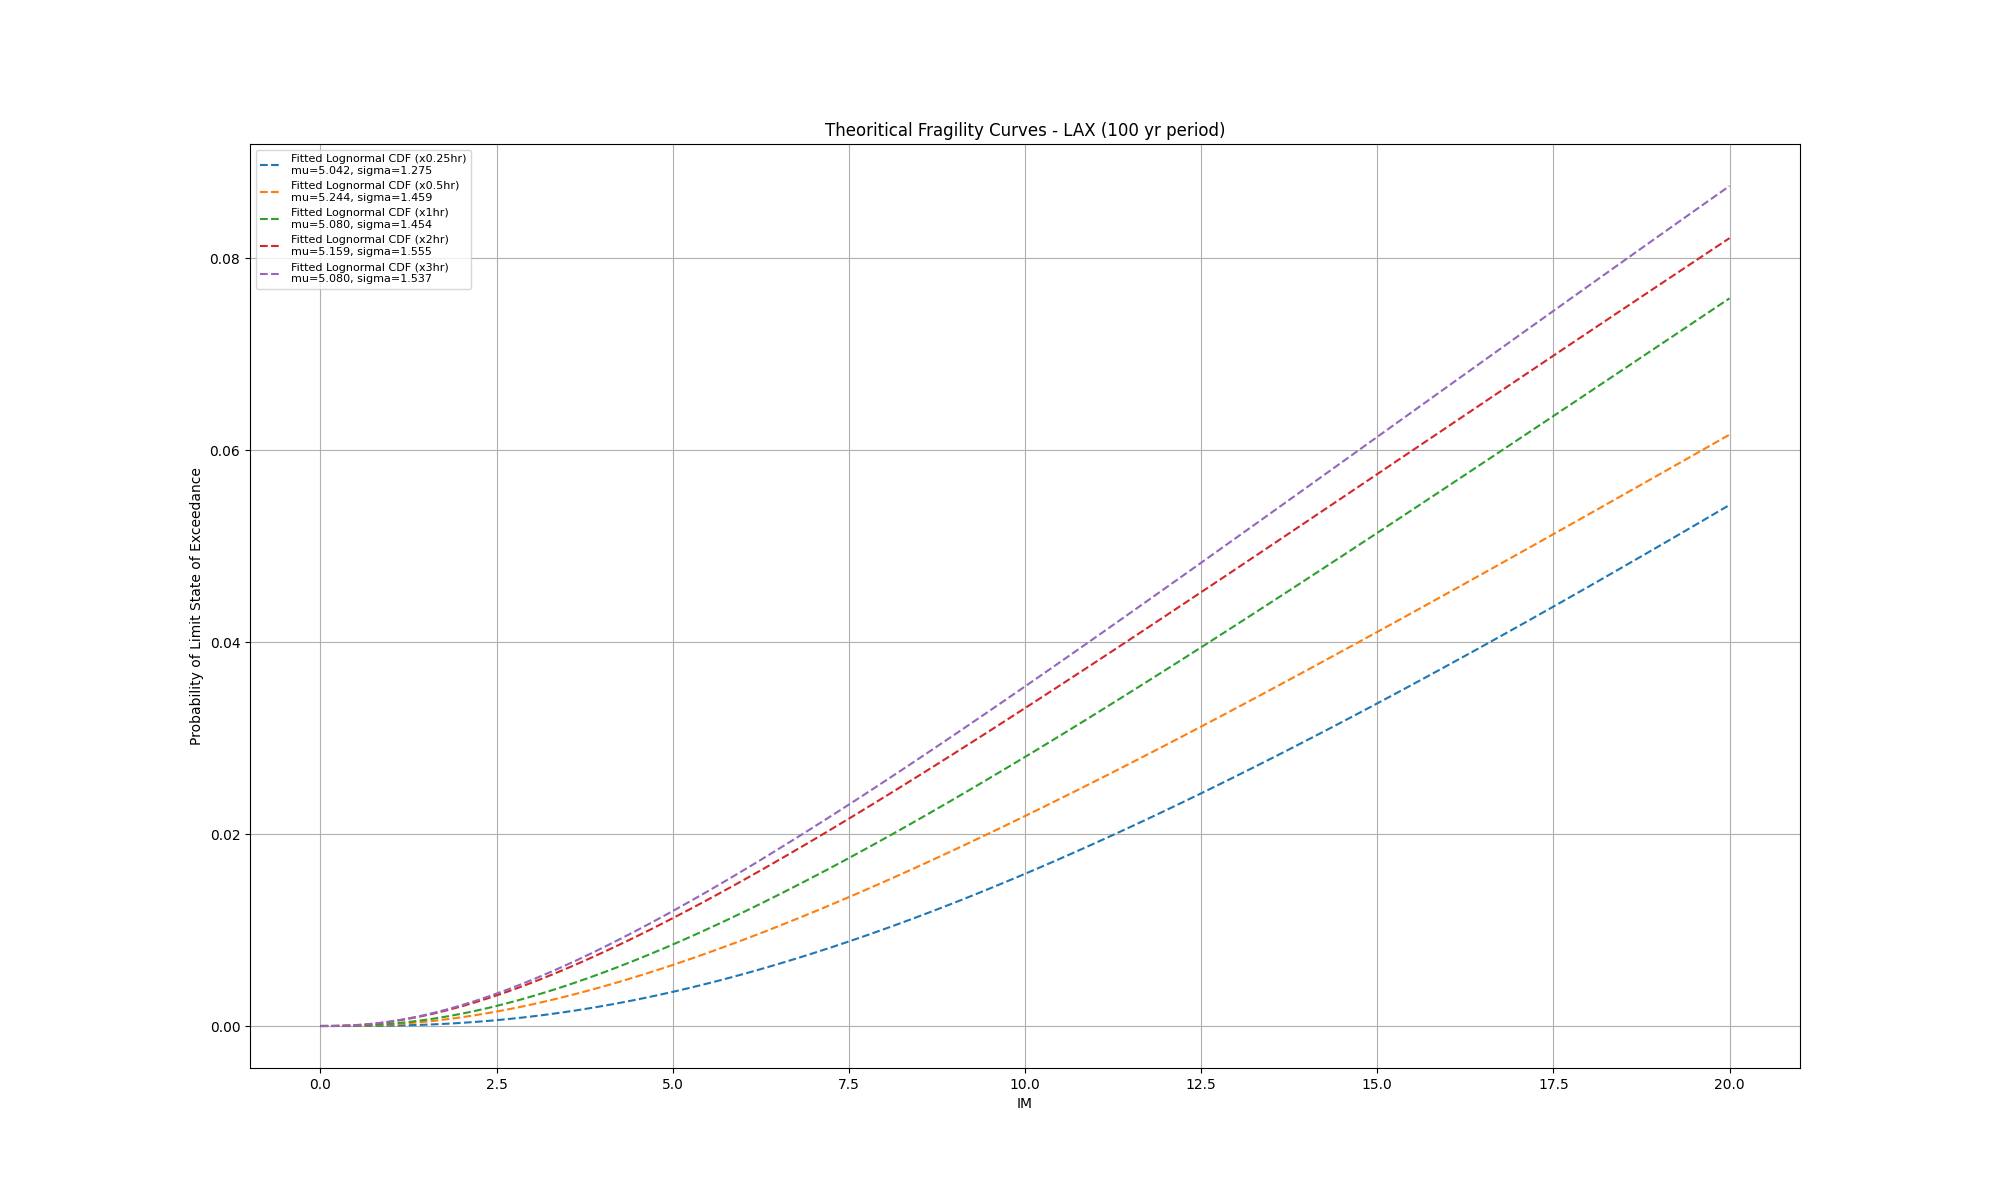 Theoritical Fragility Curves - LAX (100 yr period)
Fitted Lognormal CDF (x0.25hr)
mu=5.042, sigma=1.275
Fitted Lognormal CDF (x0.5hr)
mu=5.244, sigma=1.459
Fitted Lognormal CDF (x1hr)
mu=5.080, sigma=1.454
Fitted Lognormal CDF (x2hr)
mu=5.159, sigma=1.555
Fitted Lognormal CDF (x3hr)
mu=5.080, sigma=1.537
Probability of Limit State of Exceedance
0.08
0.06
0.04
0.02
0.00
0.0 2.5 5.0 7.5 10.0 12.5 15.0 17.5 20.0
IM